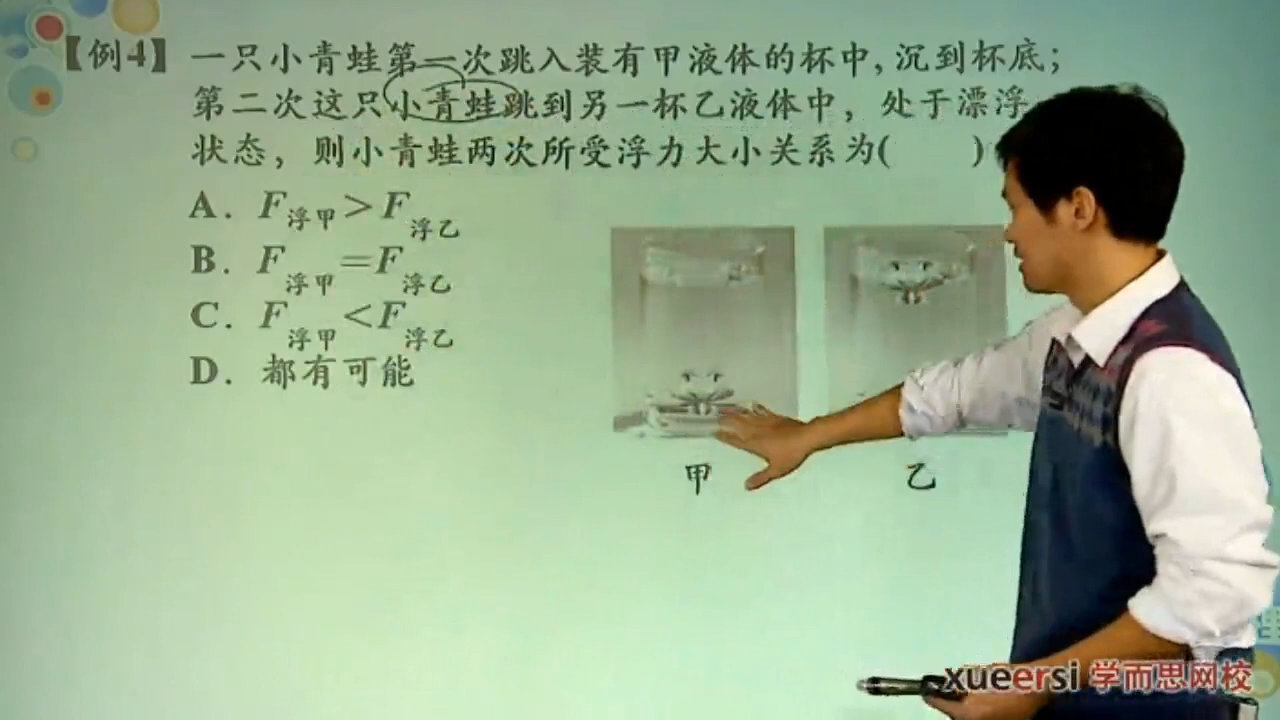 【例4】一只小青蛙第一次跳入装有甲液体的杯中,沉到杯底;
第二次这只小青蛙跳到另一杯乙液体中,处于漂浮
状态,则小青蛙两次所受浮力大小关系为(  )
A. F浮甲>F浮乙
B. F浮甲=F浮乙
C. F浮甲<F浮乙
D. 都有可能
甲
乙
理
xueersi 学而思网校